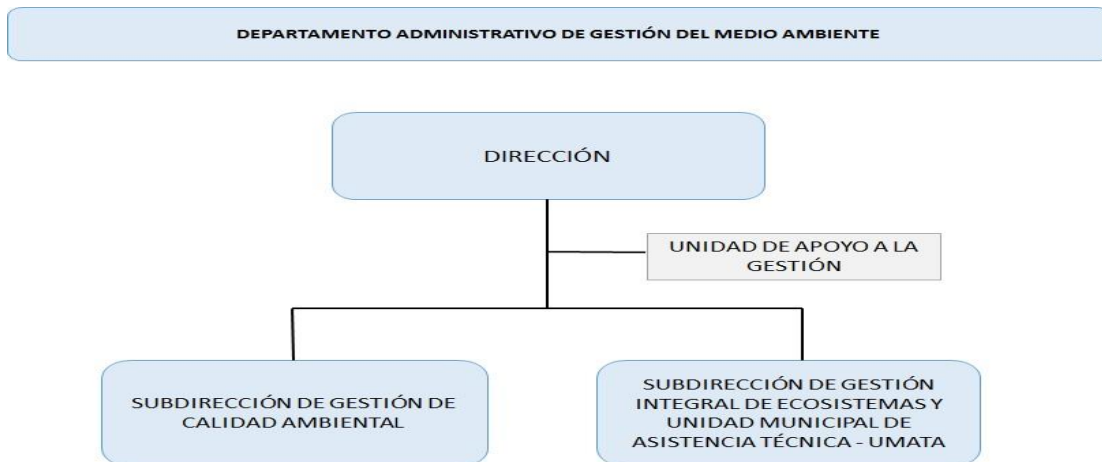 DEPARTAMENTO ADMINISTRATIVO DE GESTIÓN DEL MEDIO AMBIENTE
DIRECCIÓN
UNIDAD DE APOYO A LA
GESTIÓN
SUBDIRECCIÓN DE GESTIÓN DE
CALIDAD AMBIENTAL
SUBDIRECCIÓN DE GESTIÓN
INTEGRAL DE ECOSISTEMAS Y
UNIDAD MUNICIPAL DE
ASISTENCIA TÉCNICA - UMATA